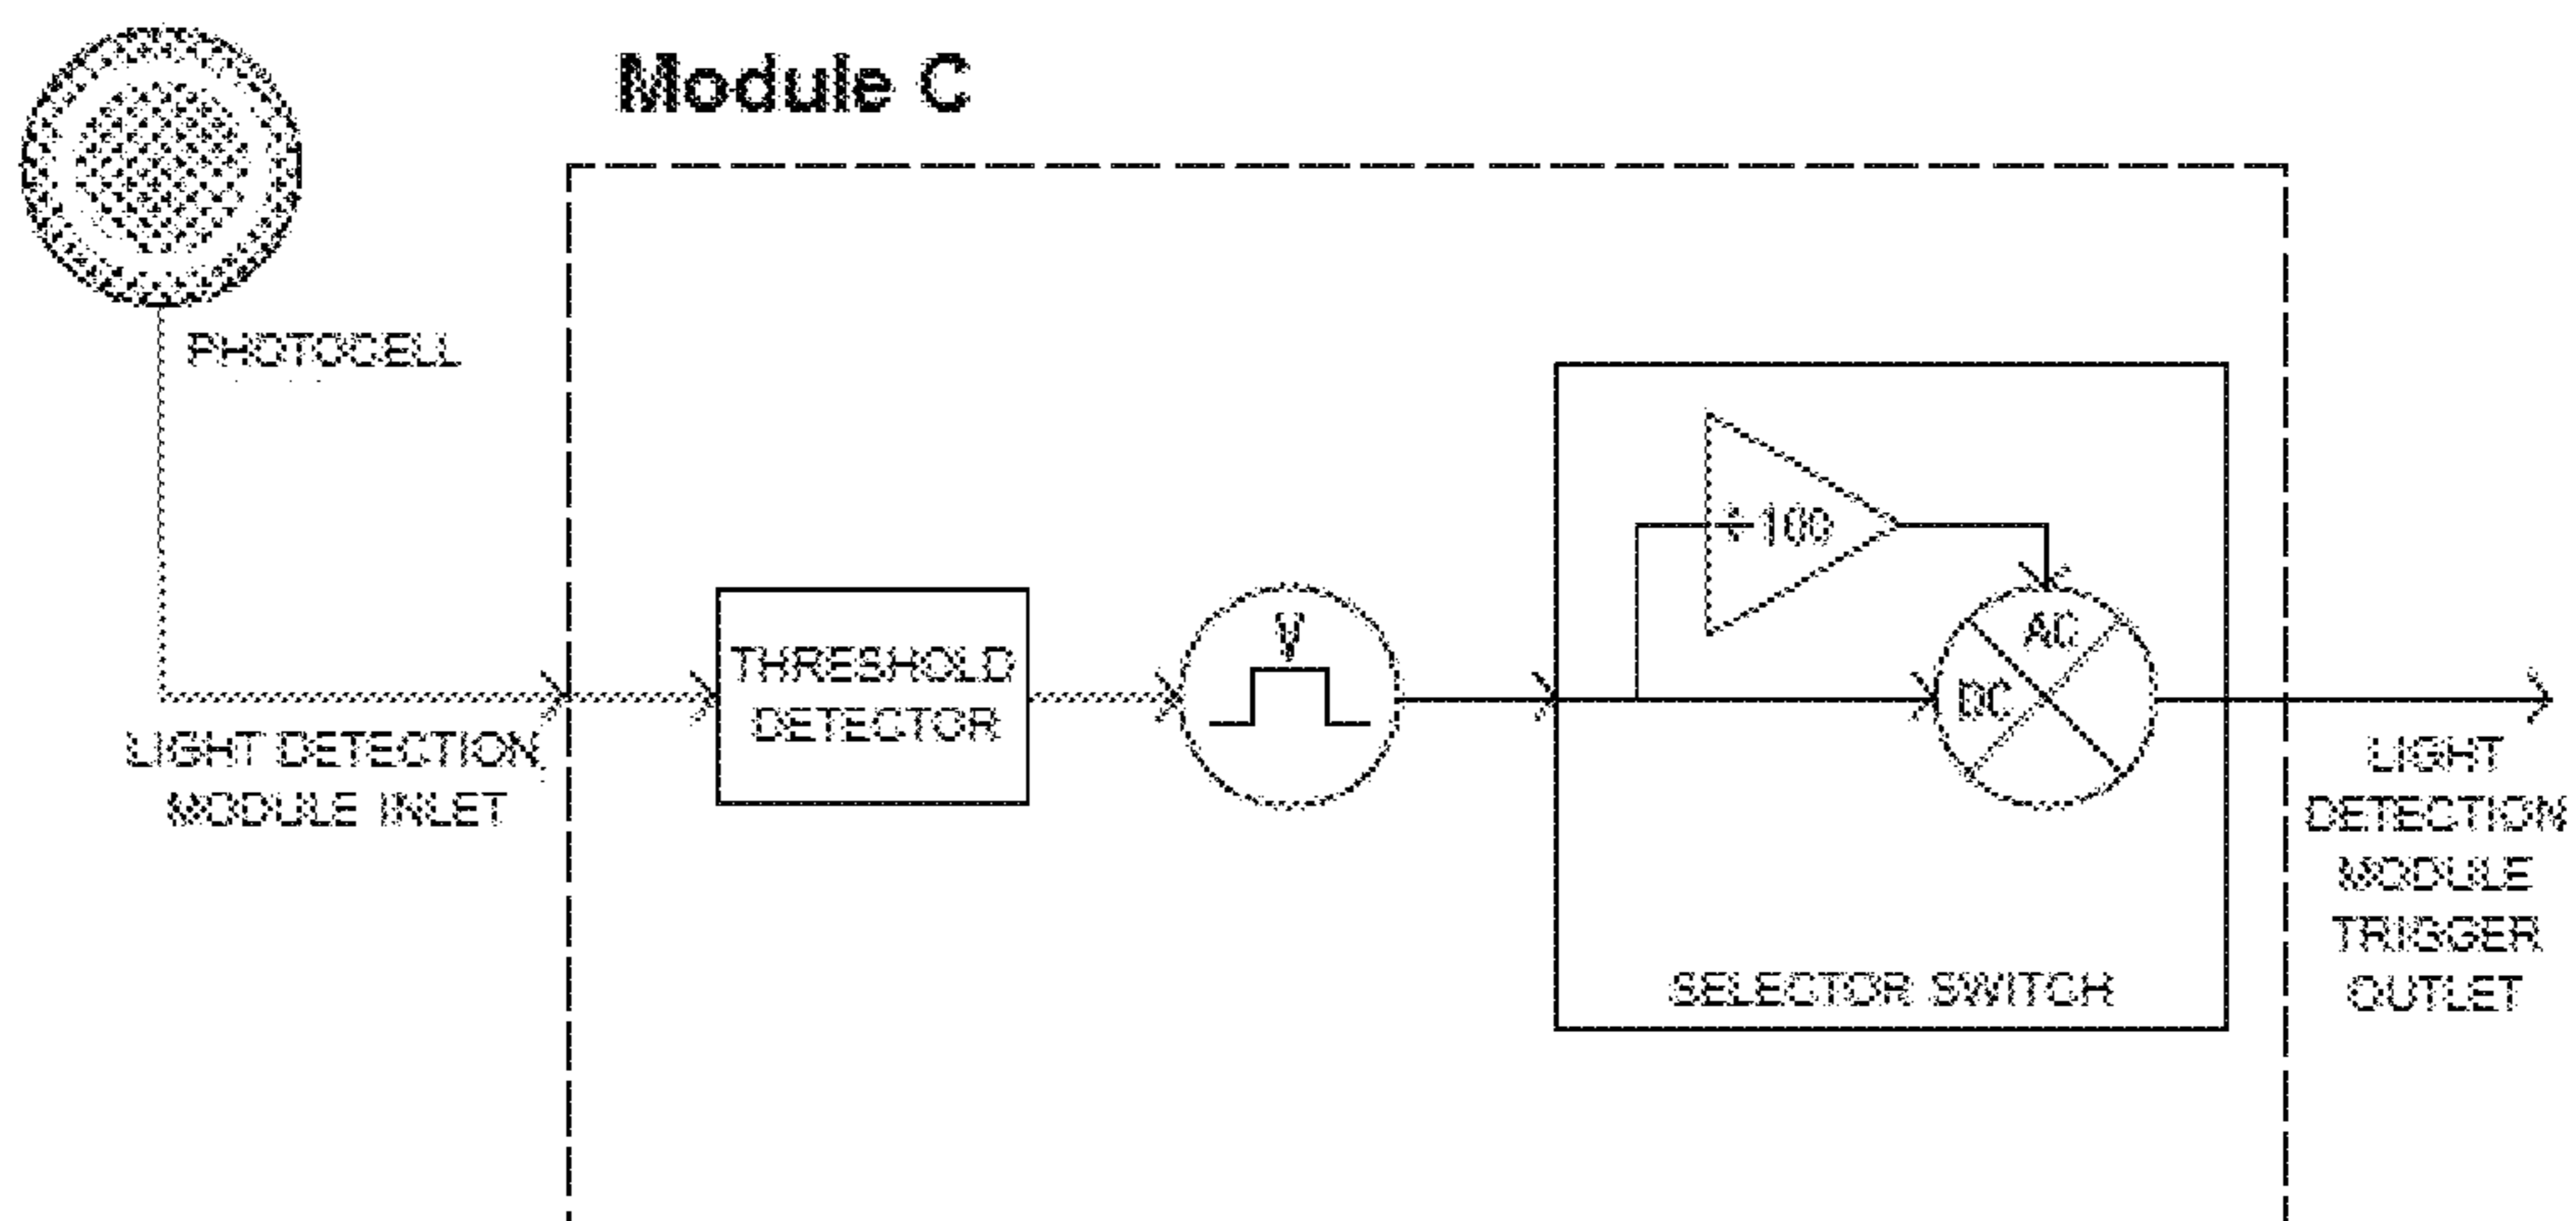 Module C
PHOTOCELL
LIGHT DETECTION
MODULE INLET
THRESHOLD
DETECTOR
V
÷100
AC
DC
SELECTOR SWITCH
LIGHT
DETECTION
MODULE
TRIGGER
OUTLET